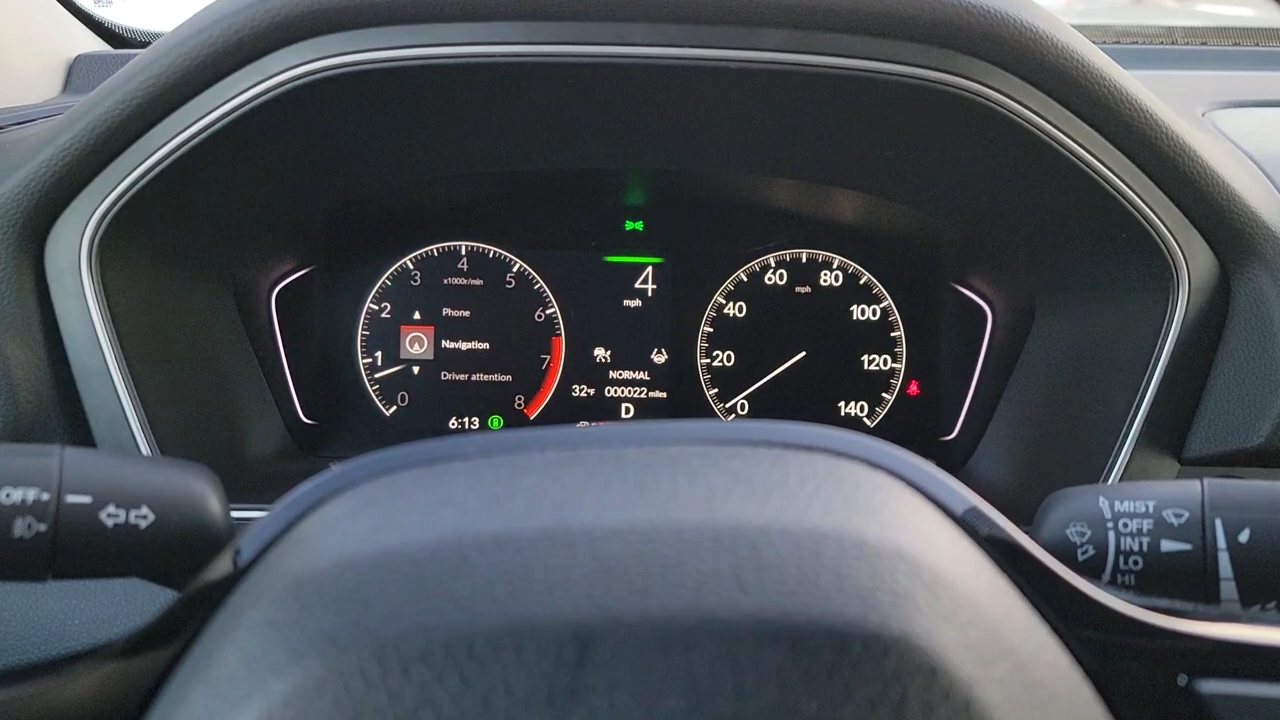 4
3
5
x1000r/min
2
6
Phone
1
Navigation
7
Driver attention
0
8
6:13
4
mph
NORMAL
32°F
000022 miles
D
60
80
mph
40
100
20
120
0
140
OFF
MIST
OFF
INT
LO
HI